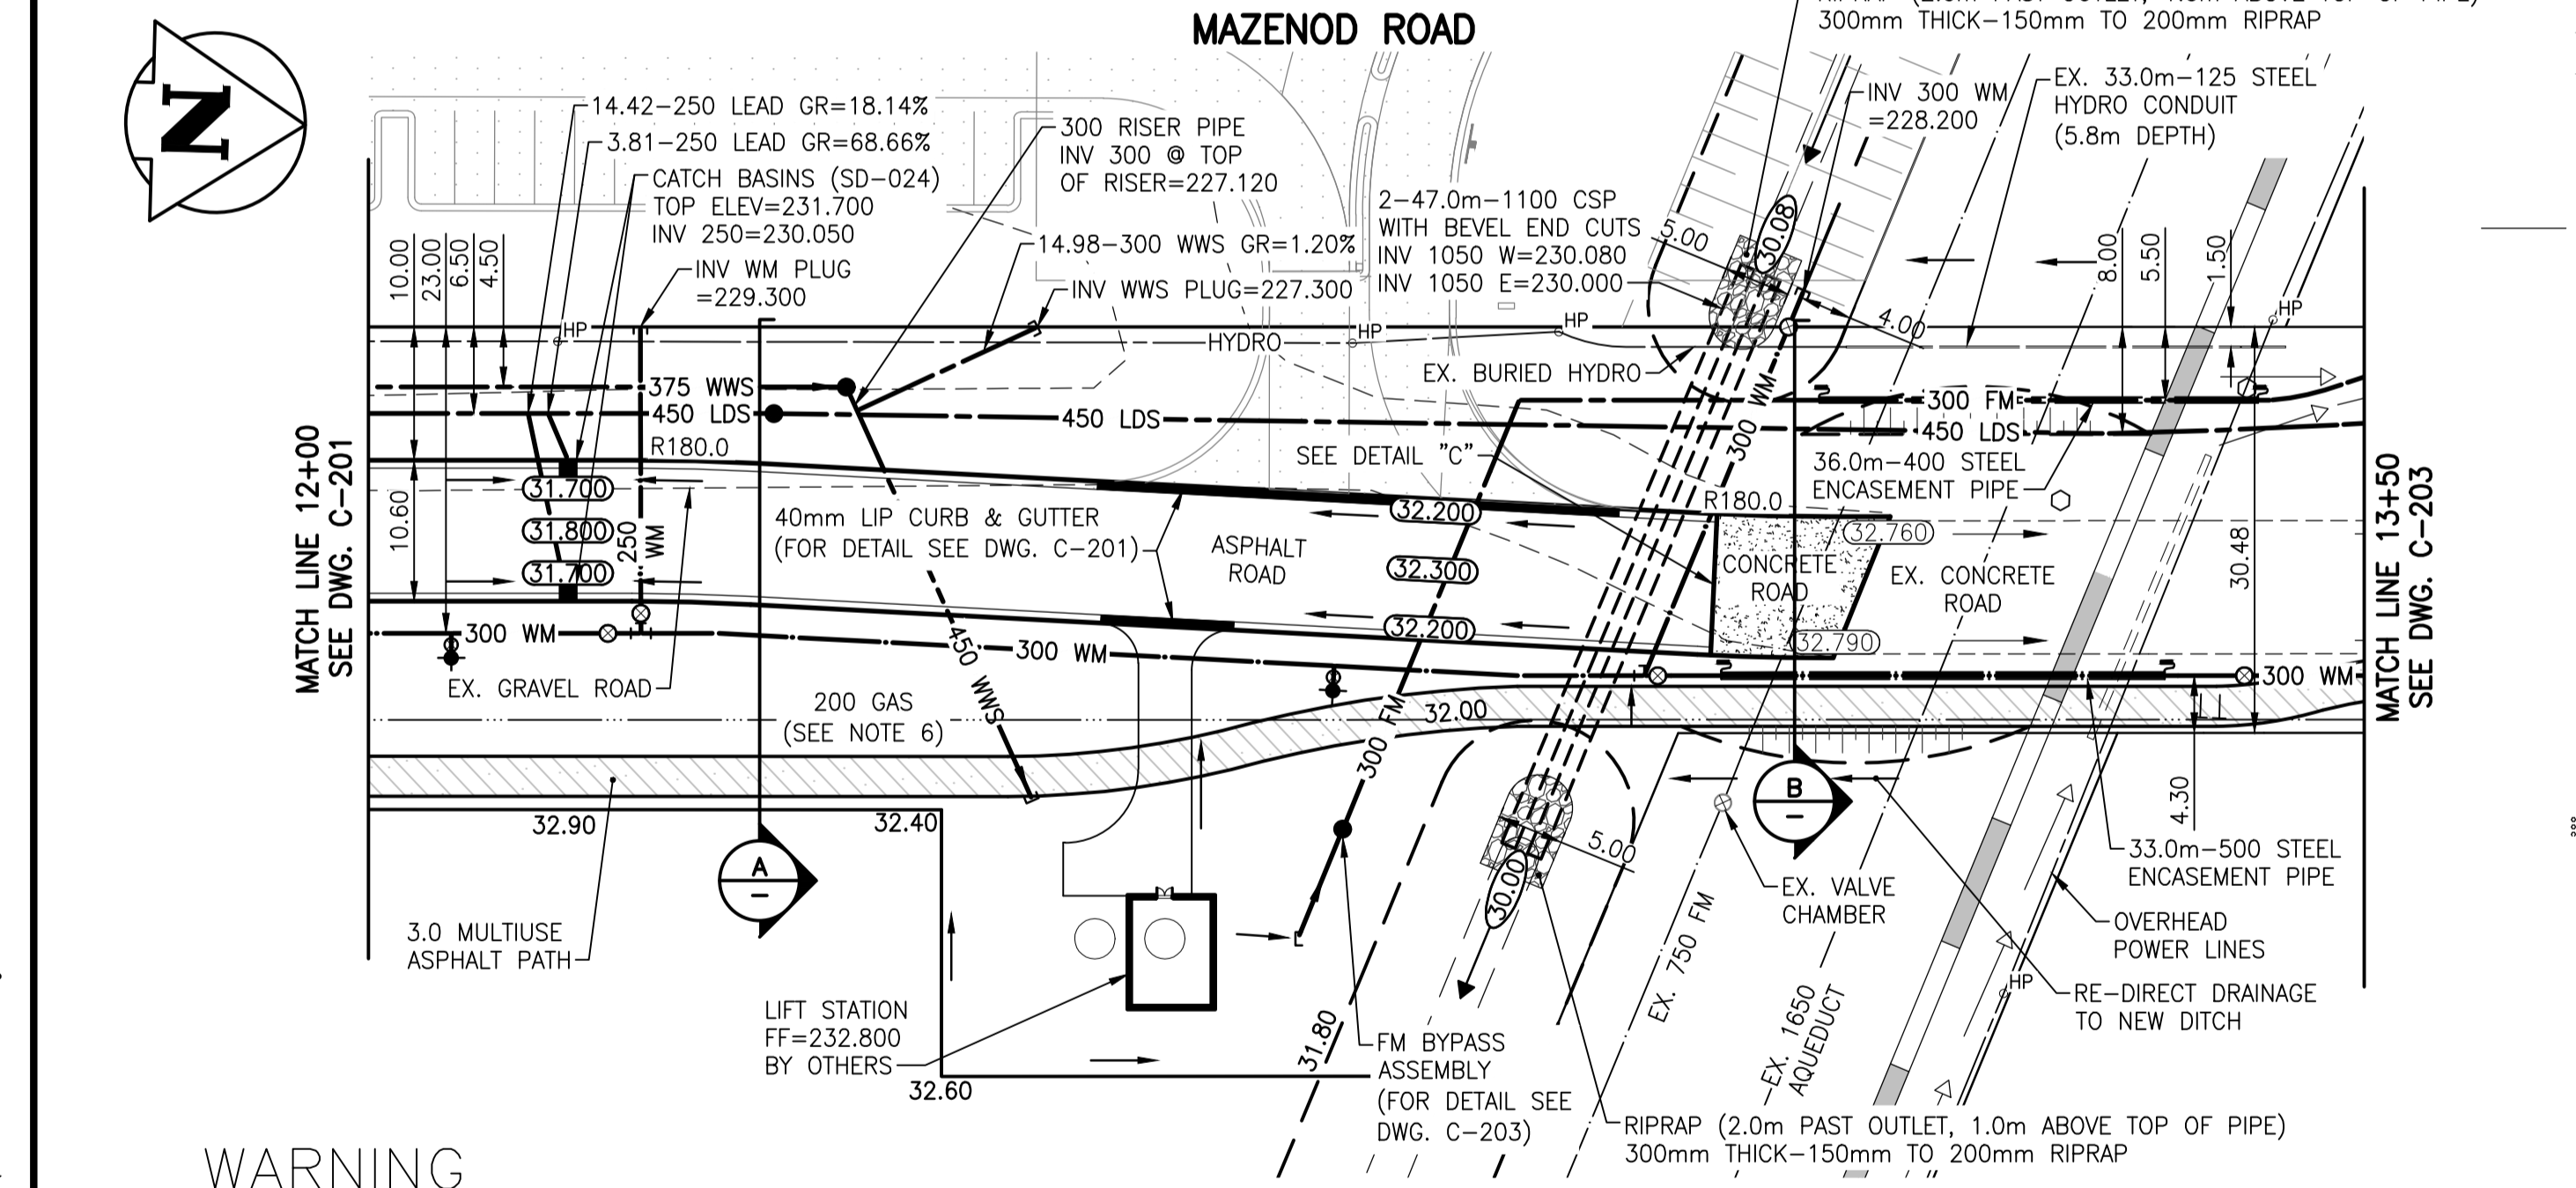 MAZENOD ROAD
300mm THICK-150mm TO 200mm RIPRAP
N
14.42-250 LEAD GR=18.14%
3.81-250 LEAD GR=68.66%
CATCH BASINS (SD-024)
TOP ELEV=231.700
INV 250=230.050
INV WM PLUG
=229.300
300 RISER PIPE
INV 300 @ TOP
OF RISER=227.120
14.98-300 WWS GR=1.20%
INV WWS PLUG=227.300
2-47.0m-1100 CSP
WITH BEVEL END CUTS
INV 1050 W=230.080
INV 1050 E=230.000
INV 300 WM
=228.200
EX. 33.0m-125 STEEL
HYDRO CONDUIT
(5.8m DEPTH)
10.00
23.00
6.50
4.50
5.00
30.08
4.00
8.00
5.50
1.50
HP
HYDRO
HP
HP
HP
EX. BURIED HYDRO
375 WWS
450 LDS
450 LDS
300 WM
300 FM
450 LDS
R180.0
SEE DETAIL "C"
36.0m-400 STEEL
ENCASEMENT PIPE
R180.0
MATCH LINE 12+00
SEE DWG. C-201
10.60
31.700
31.800
31.700
250
WM
40mm LIP CURB & GUTTER
(FOR DETAIL SEE DWG. C-201)
ASPHALT
ROAD
32.200
32.300
32.200
CONCRETE
ROAD
32.760
32.790
EX. CONCRETE
ROAD
30.48
MATCH LINE 13+50
SEE DWG. C-203
300 WM
300 WM
300 WM
EX. GRAVEL ROAD
200 GAS
(SEE NOTE 6)
450 WWS
300 FM
32.00
32.90
32.40
A
B
5.00
30.00
4.30
33.0m-500 STEEL
ENCASEMENT PIPE
EX. VALVE
CHAMBER
OVERHEAD
POWER LINES
3.0 MULTIUSE
ASPHALT PATH
EX. 750 FM
EX. 1650
AQUEDUCT
HP
RE-DIRECT DRAINAGE
TO NEW DITCH
LIFT STATION
FF=232.800
BY OTHERS
31.80
FM BYPASS
ASSEMBLY
(FOR DETAIL SEE
DWG. C-203)
32.60
RIPRAP (2.0m PAST OUTLET, 1.0m ABOVE TOP OF PIPE)
300mm THICK-150mm TO 200mm RIPRAP
WARNING